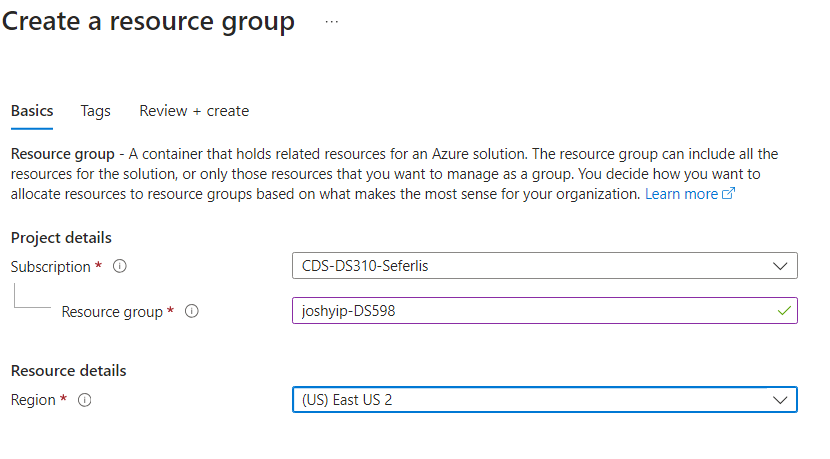 Create a resource group ...
Basics Tags Review + create
Resource group - A container that holds related resources for an Azure solution. The resource group can include all the
resources for the solution, or only those resources that you want to manage as a group. You decide how you want to
allocate resources to resource groups based on what makes the most sense for your organization. Learn more
Project details
Subscription * CDS-DS310-Seferlis
Resource group * joshyip-DS598
Resource details
Region * (US) East US 2